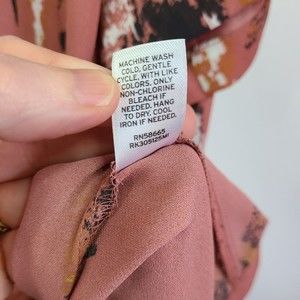 MACHINE WASH
COLD, GENTLE
CYCLE, WITH LIKE
COLORS. ONLY
NON-CHLORINE
BLEACH IF
NEEDED. HANG
TO DRY. COOL
IRON IF NEEDED.
RN58665
RK305125MI